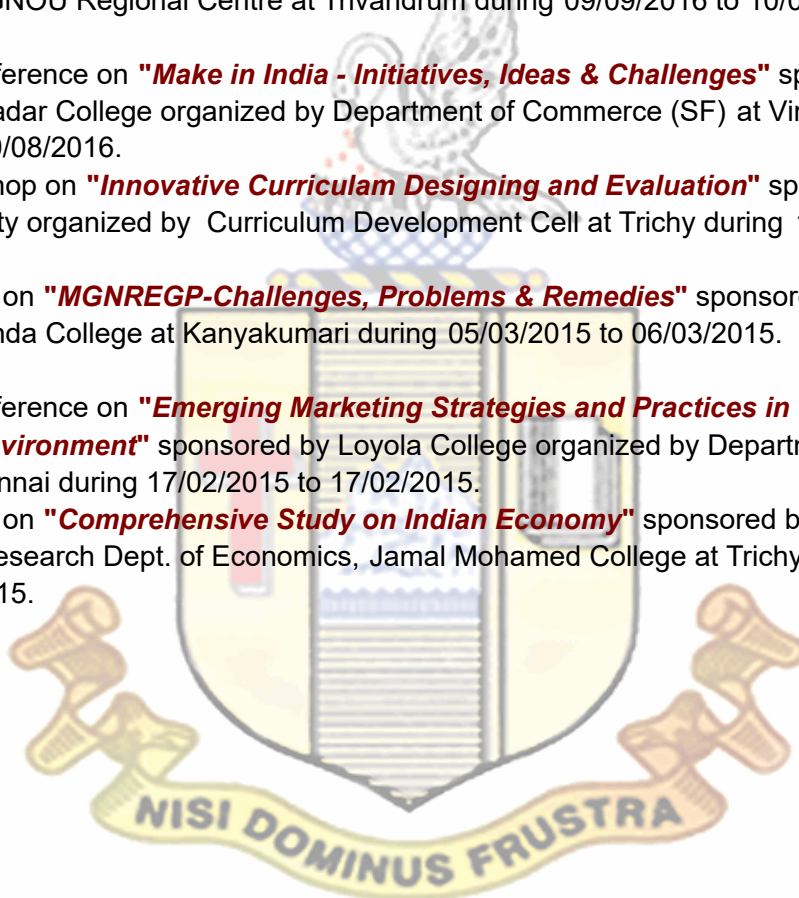 NOU Regional Centre at Trivandrum during 09/09/2016 to 10/0
ference on "Make in India - Initiatives, Ideas & Challenges" sp
adar College organized by Department of Commerce (SF) at Vir
/08/2016.
hop on "Innovative Curriculam Designing and Evaluation" sp
ty organized by Curriculum Development Cell at Trichy during
on "MGNREGP-Challenges, Problems & Remedies" sponsor
nda College at Kanyakumari during 05/03/2015 to 06/03/2015.
ference on "Emerging Marketing Strategies and Practices in
vironment" sponsored by Loyola College organized by Departm
nnai during 17/02/2015 to 17/02/2015.
on "Comprehensive Study on Indian Economy" sponsored b
esearch Dept. of Economics, Jamal Mohamed College at Trichy
15.
NISI DOMINUS FRUSTRA